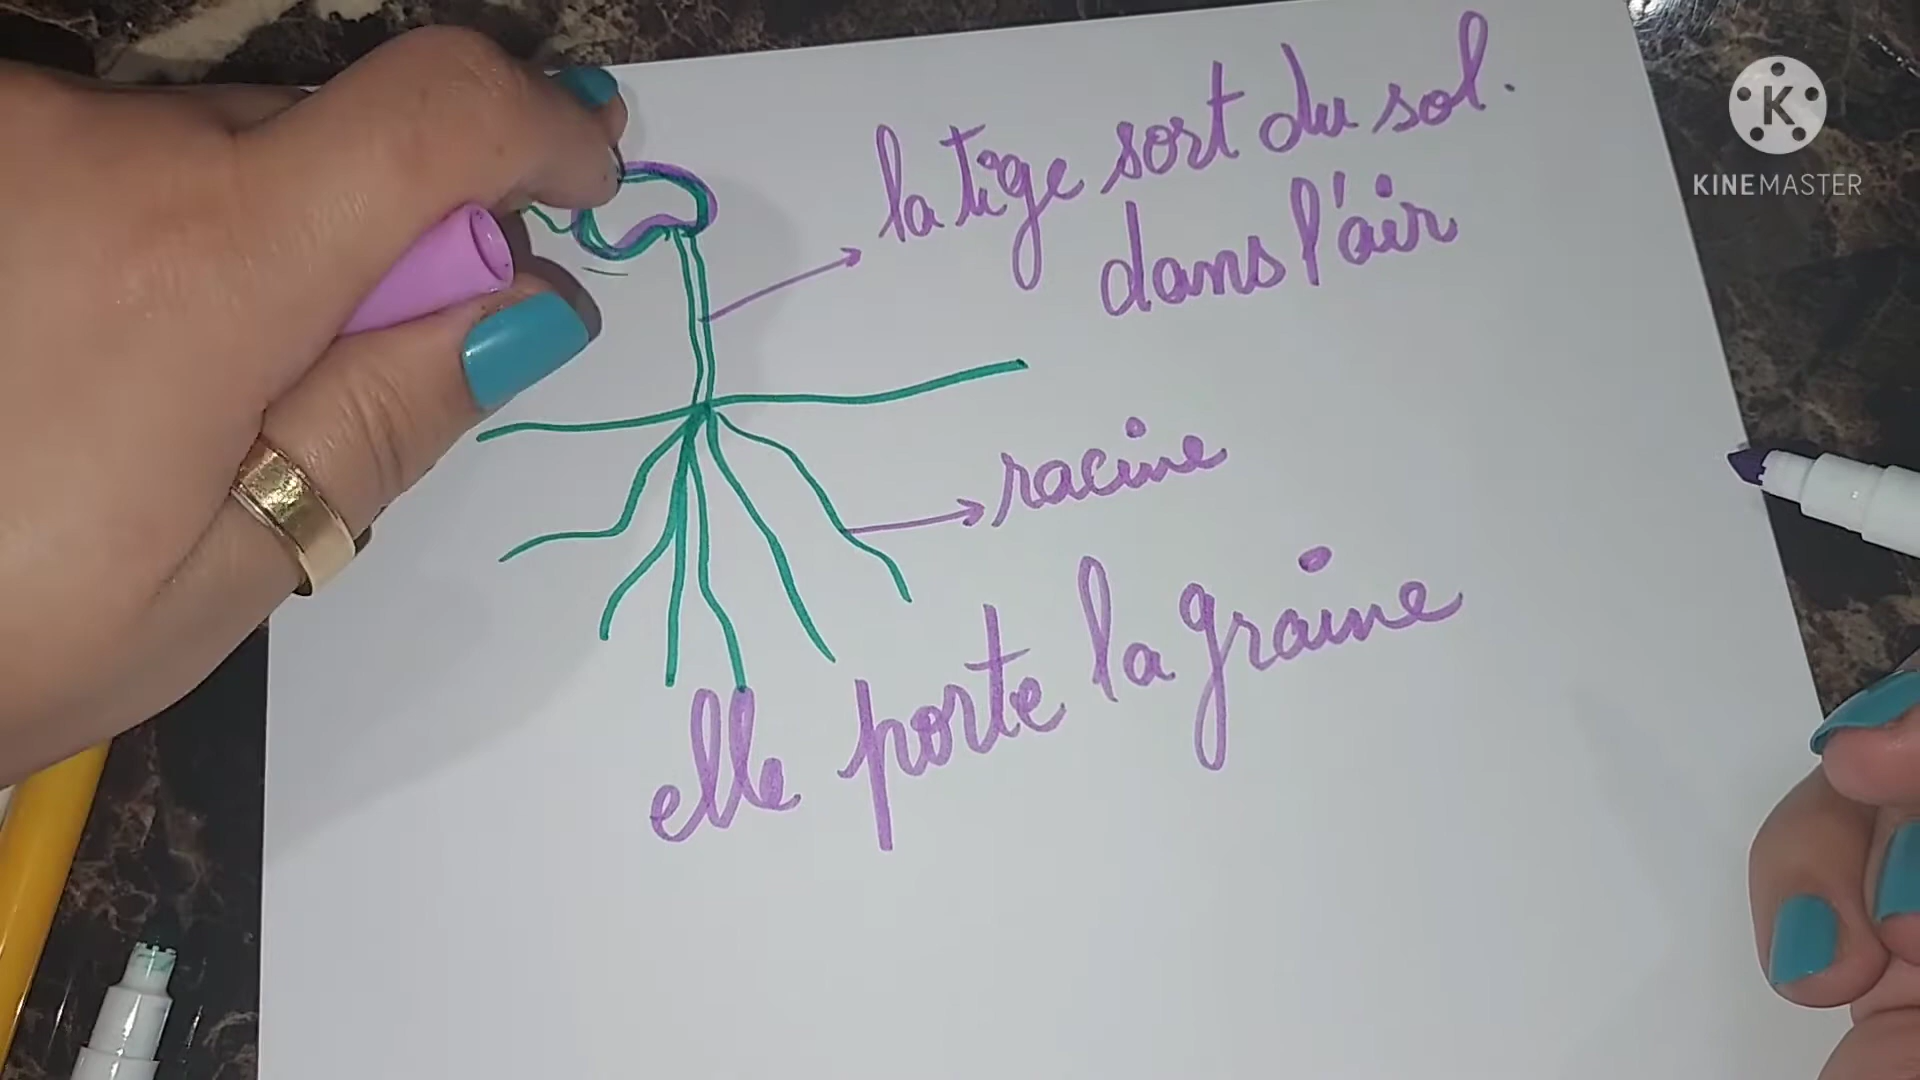 la tige sort du sol.
dans l'air
racine
elle porte la graine
K
KINEMASTER